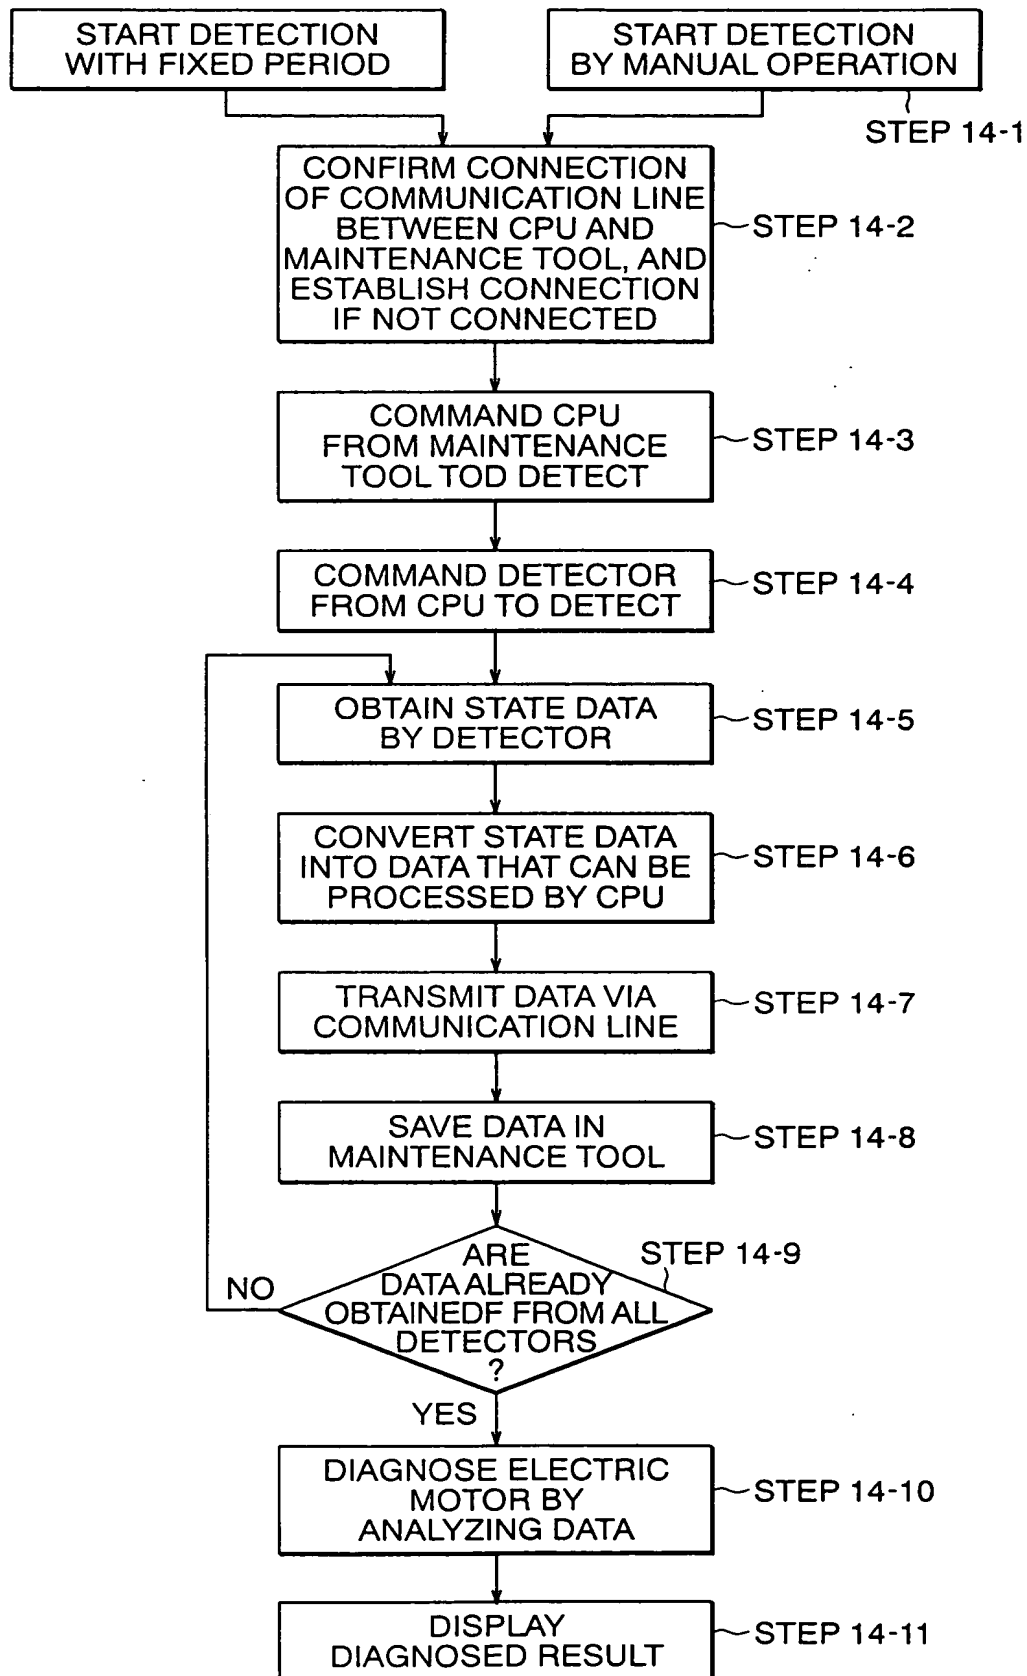 START DETECTION
WITH FIXED PERIOD
START DETECTION
BY MANUAL OPERATION
STEP 14-1
CONFIRM CONNECTION
OF COMMUNICATION LINE
BETWEEN CPU AND
MAINTENANCE TOOL, AND
ESTABLISH CONNECTION
IF NOT CONNECTED
STEP 14-2
COMMAND CPU
FROM MAINTENANCE
TOOL TOD DETECT
STEP 14-3
COMMAND DETECTOR
FROM CPU TO DETECT
STEP 14-4
OBTAIN STATE DATA
BY DETECTOR
STEP 14-5
CONVERT STATE DATA
INTO DATA THAT CAN BE
PROCESSED BY CPU
STEP 14-6
TRANSMIT DATA VIA
COMMUNICATION LINE
STEP 14-7
SAVE DATA IN
MAINTENANCE TOOL
STEP 14-8
ARE
DATA ALREADY
OBTAINEDF FROM ALL
DETECTORS
?
STEP 14-9
NO
YES
DIAGNOSE ELECTRIC
MOTOR BY
ANALYZING DATA
STEP 14-10
DISPLAY
DIAGNOSED RESULT
STEP 14-11